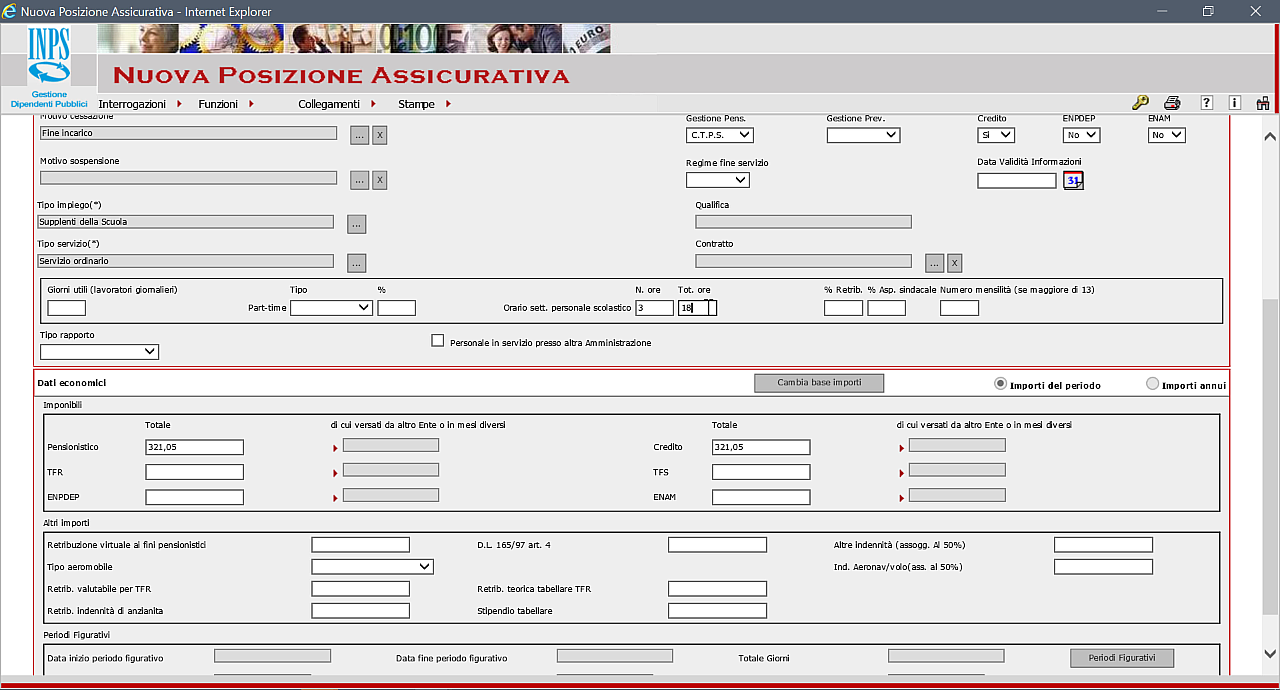 Nuova Posizione Assicurativa - Internet Explorer
INPS
Gestione
Dipendenti Pubblici
EURO
NUOVA POSIZIONE ASSICURATIVA
Interrogazioni Funzioni Collegamenti Stampe ? i
Motivo cessazione Gestione Pens. Gestione Prev. Credito ENPDEP ENAM
Fine incarico ... x C.T.P.S. Si No No
Motivo sospensione Regime fine servizio Data Validità Informazioni
... x 31
Tipo impiego(*) Qualifica
Supplenti della Scuola ...
Tipo servizio(*) Contratto
Servizio ordinario ... ... x
Giorni utili (lavoratori giornalieri) Tipo % N. ore Tot. ore % Retrib. % Asp. sindacale Numero mensilità (se maggiore di 13)
Part-time Orario sett. personale scolastico 3 18
Tipo rapporto
Personale in servizio presso altra Amministrazione
Dati economici Cambia base importi Importi del periodo Importi annui
Imponibili
Totale di cui versati da altro Ente o in mesi diversi Totale di cui versati da altro Ente o in mesi diversi
Pensionistico 321,05 Credito 321,05
TFR TFS
ENPDEP ENAM
Altri importi
Retribuzione virtuale ai fini pensionistici D.L. 165/97 art. 4 Altre indennità (assogg. Al 50%)
Tipo aeromobile Ind. Aeronav/volo(ass. al 50%)
Retrib. valutabile per TFR Retrib. teorica tabellare TFR
Retrib. indennità di anzianita Stipendio tabellare
Periodi Figurativi
Data inizio periodo figurativo Data fine periodo figurativo Totale Giorni Periodi Figurativi